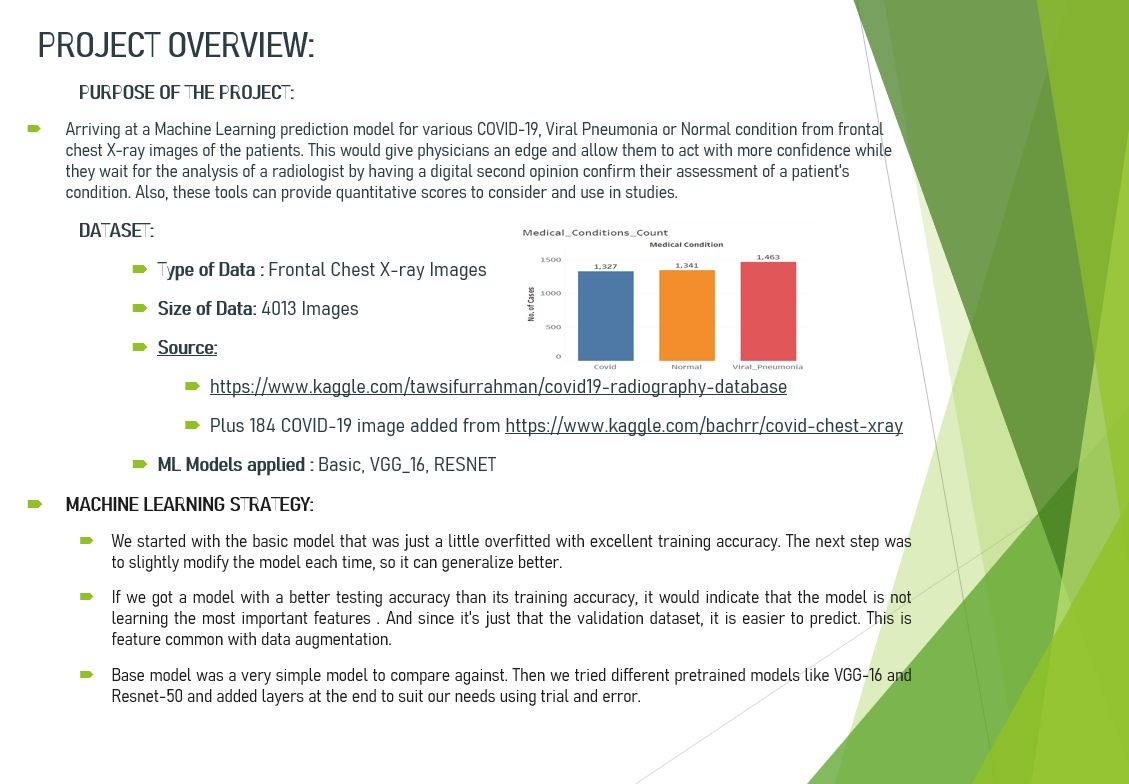 PROJECT OVERVIEW:
PURPOSE OF THE PROJECT:
Arriving at a Machine Learning prediction model for various COVID-19, Viral Pneumonia or Normal condition from frontal
chest X-ray images of the patients. This would give physicians an edge and allow them to act with more confidence while
they wait for the analysis of a radiologist by having a digital second opinion confirm their assessment of a patient's
condition. Also, these tools can provide quantitative scores to consider and use in studies.
DATASET:
Type of Data : Frontal Chest X-ray Images
Size of Data: 4013 Images
Source:
Medical_Conditions_Count
Medical Condition
No. of Cases
1500
1000
500
0
1,327
1,341
1,463
Covid
Normal
Viral_Pneumonia
https://www.kaggle.com/tawsifurrahman/covid19-radiography-database
Plus 184 COVID-19 image added from https://www.kaggle.com/bachrr/covid-chest-xray
ML Models applied : Basic, VGG_16, RESNET
MACHINE LEARNING STRATEGY:
We started with the basic model that was just a little overfitted with excellent training accuracy. The next step was
to slightly modify the model each time, so it can generalize better.
If we got a model with a better testing accuracy than its training accuracy, it would indicate that the model is not
learning the most important features . And since it's just that the validation dataset, it is easier to predict. This is
feature common with data augmentation.
Base model was a very simple model to compare against. Then we tried different pretrained models like VGG-16 and
Resnet-50 and added layers at the end to suit our needs using trial and error.